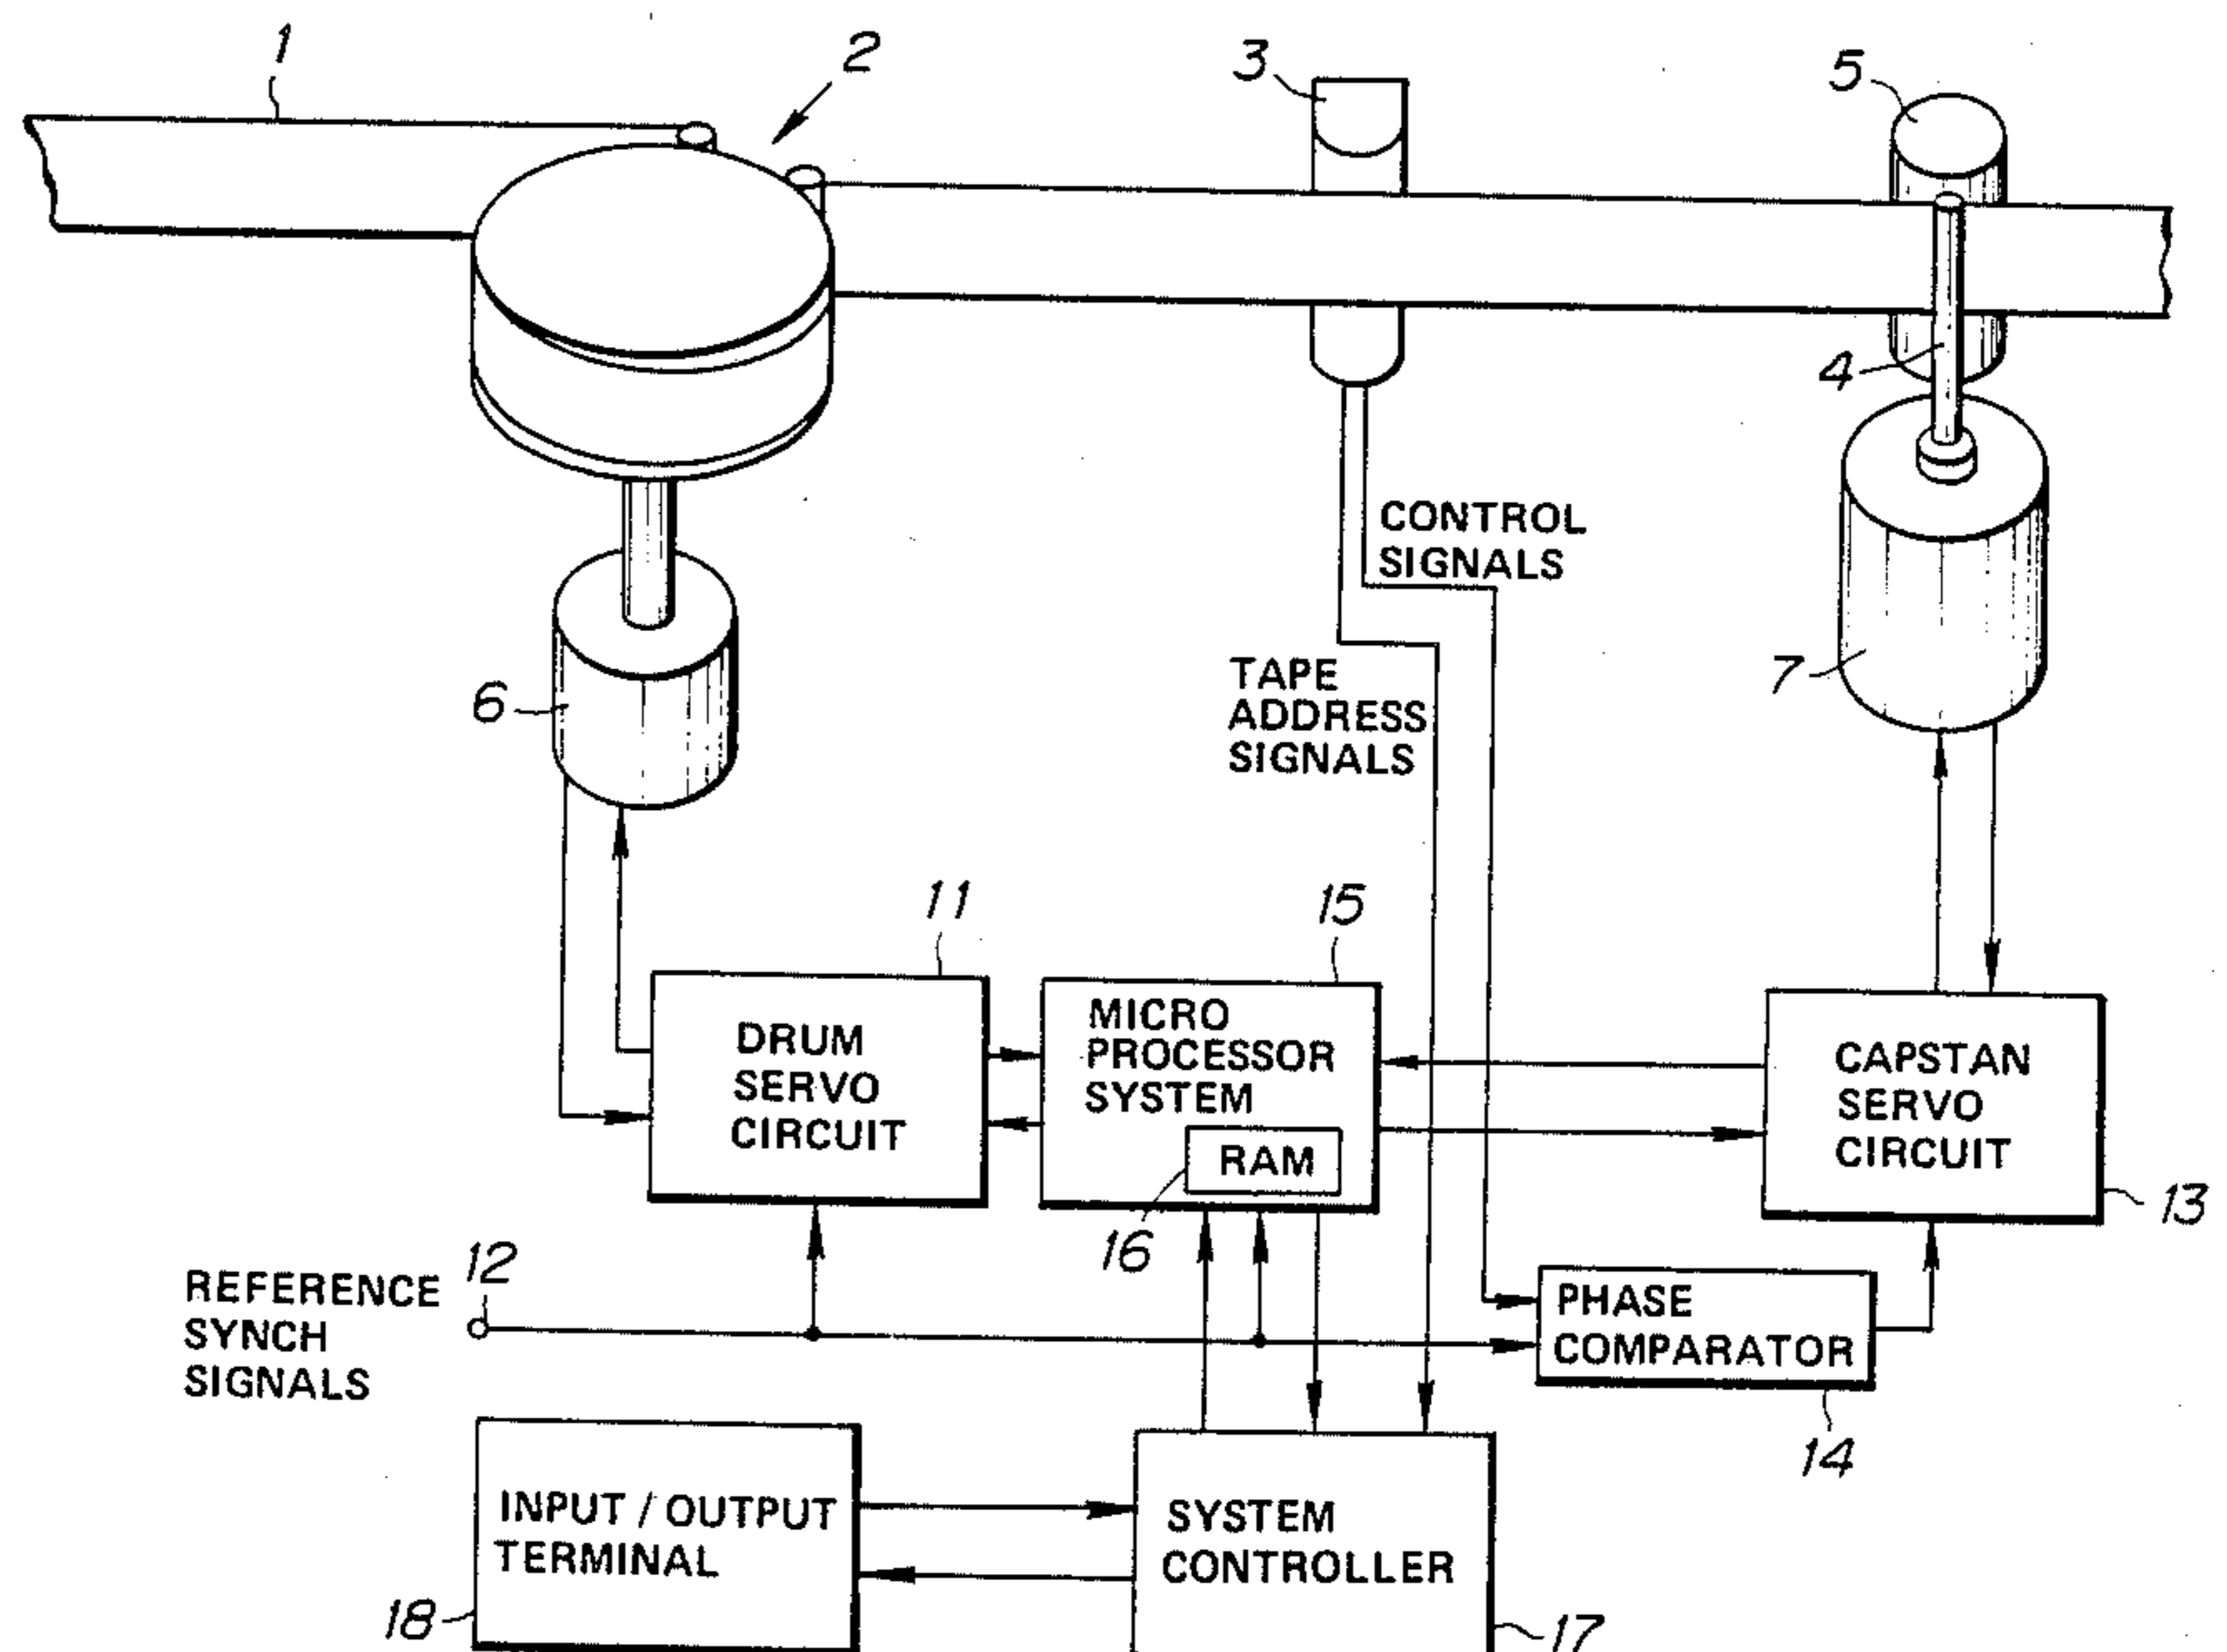 1
2
3
5
4
CONTROL
SIGNALS
TAPE
ADDRESS
SIGNALS
6
7
11
15
DRUM
SERVO
CIRCUIT
MICRO
PROCESSOR
SYSTEM
RAM
16
CAPSTAN
SERVO
CIRCUIT
13
REFERENCE
SYNCH
SIGNALS
12
PHASE
COMPARATOR
14
INPUT / OUTPUT
TERMINAL
18
SYSTEM
CONTROLLER
17